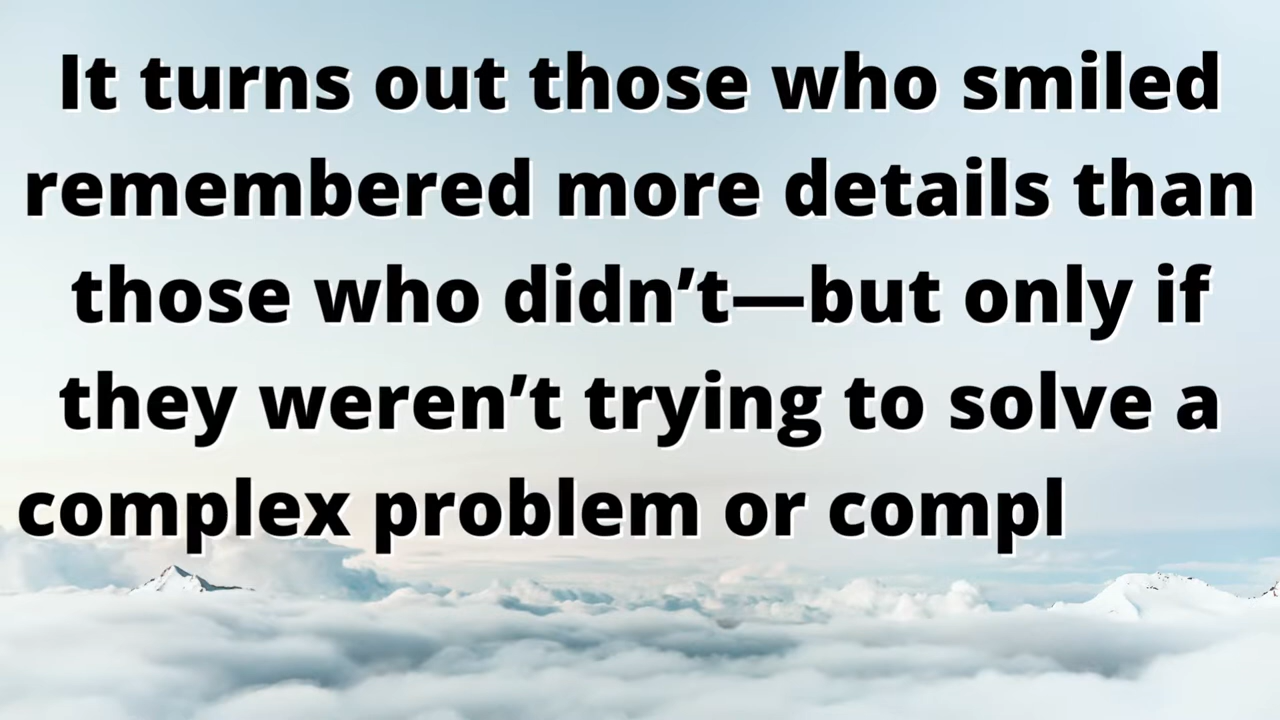 It turns out those who smiled
remembered more details than
those who didn’t—but only if
they weren’t trying to solve a
complex problem or compl